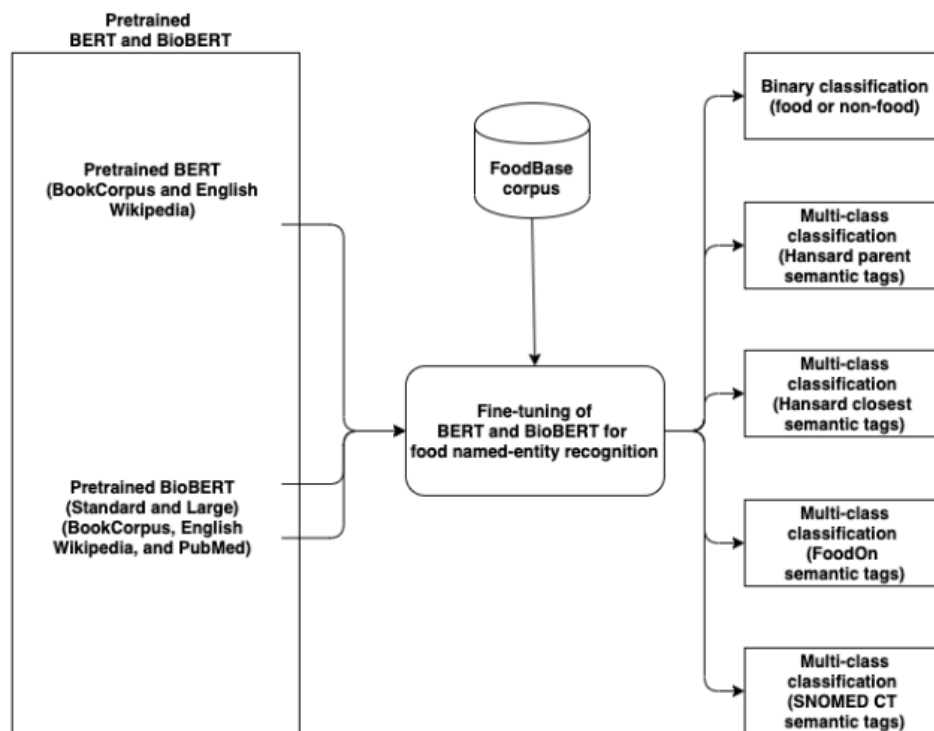 Pretrained
BERT and BioBERT
Pretrained BERT
(BookCorpus and English
Wikipedia)
Pretrained BioBERT
(Standard and Large)
(BookCorpus, English
Wikipedia, and PubMed)
FoodBase
corpus
Fine-tuning of
BERT and BioBERT for
food named-entity recognition
Binary classification
(food or non-food)
Multi-class
classification
(Hansard parent
semantic tags)
Multi-class
classification
(Hansard closest
semantic tags)
Multi-class
classification
(FoodOn
semantic tags)
Multi-class
classification
(SNOMED CT
semantic tags)